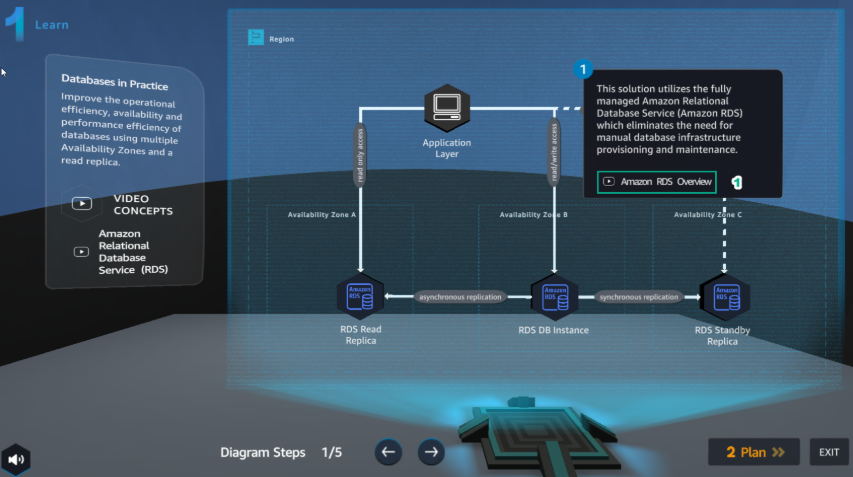 1 Learn
Databases in Practice
Improve the operational
efficiency, availability and
performance efficiency of
databases using multiple
Availability Zones and a
read replica.
VIDEO
CONCEPTS
Amazon
Relational
Database
Service (RDS)
Region
Application
Layer
read only access
read/write access
1
This solution utilizes the fully
managed Amazon Relational
Database Service (Amazon RDS)
which eliminates the need for
manual database infrastructure
provisioning and maintenance.
Amazon RDS Overview
1
Availability Zone A
Availability Zone B
Availability Zone C
Amazon
RDS
asynchronous replication
Amazon
RDS
synchronous replication
Amazon
RDS
RDS Read
Replica
RDS DB Instance
RDS Standby
Replica
Diagram Steps 1/5
2 Plan
EXIT